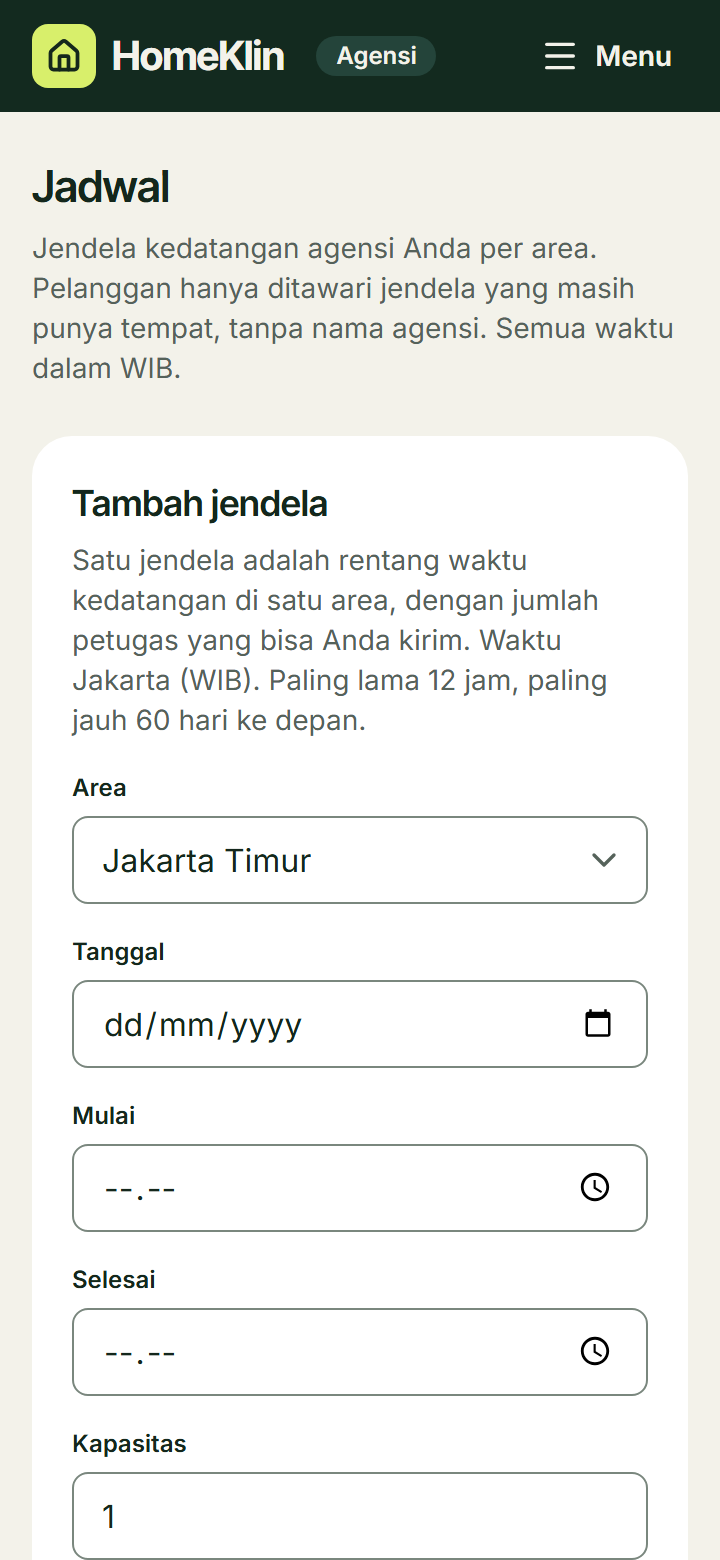 HomeKlin
Agensi
Menu
Jadwal
Jendela kedatangan agensi Anda per area.
Pelanggan hanya ditawari jendela yang masih
punya tempat, tanpa nama agensi. Semua waktu
dalam WIB.
Tambah jendela
Satu jendela adalah rentang waktu
kedatangan di satu area, dengan jumlah
petugas yang bisa Anda kirim. Waktu
Jakarta (WIB). Paling lama 12 jam, paling
jauh 60 hari ke depan.
Area
Jakarta Timur
Tanggal
dd/mm/yyyy
Mulai
--.--
Selesai
--.--
Kapasitas
1